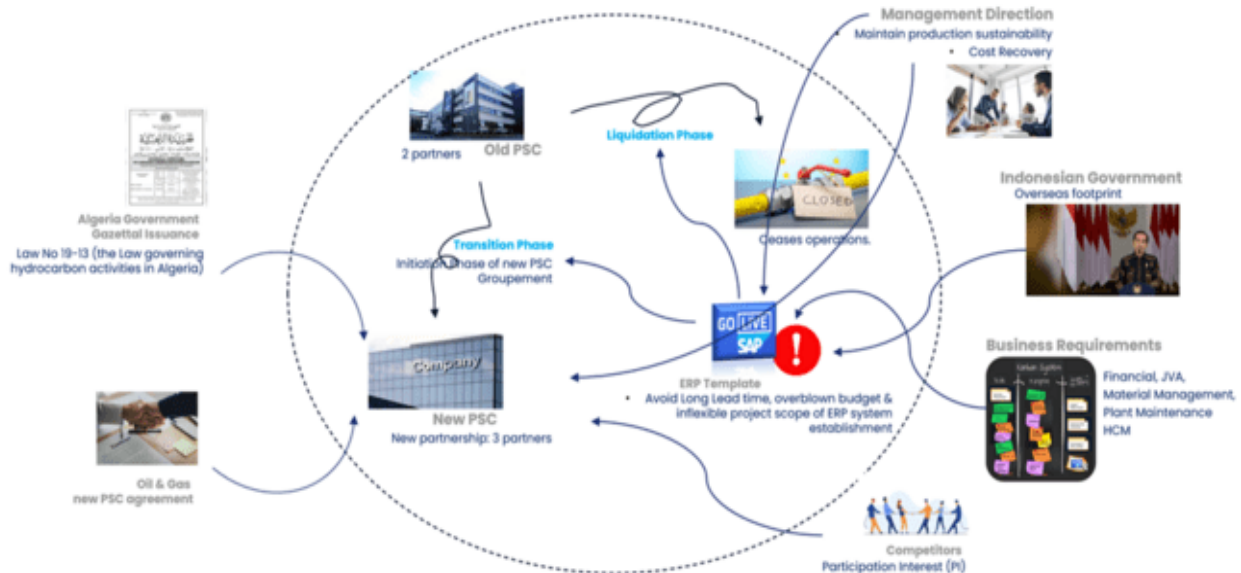 Management Direction
• Maintain production sustainability
• Cost Recovery
2 partners
Old PSC
Liquidation Phase
CLOSED
Ceases operations.
Indonesian Government
Overseas footprint
Algeria Government
Gazettal Issuance
Law No 19-13 (the Law governing
hydrocarbon activities in Algeria)
Transition Phase
Initiation Phase of new PSC
Groupement
GO LIVE
SAP
!
Company
New PSC
New partnership: 3 partners
ERP Template
• Avoid Long Lead time, overblown budget &
inflexible project scope of ERP system
establishment
Business Requirements
Kanban System
Financial, JVA,
Material Management,
Plant Maintenance
HCM
Oil & Gas
new PSC agreement
Competitors
Participation Interest (PI)